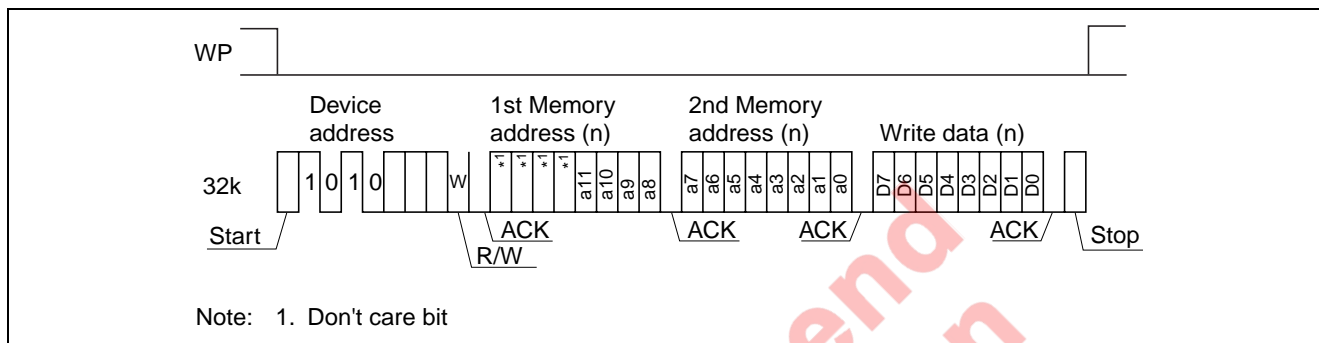 WP
Device address
1st Memory address (n)
2nd Memory address (n)
Write data (n)
32k
1 0 1 0 W *1 *1 *1 *1 a11 a10 a9 a8 a7 a6 a5 a4 a3 a2 a1 a0 D7 D6 D5 D4 D3 D2 D1 D0
Start
R/W
ACK
ACK
ACK
ACK
Stop
Note: 1. Don't care bit
end